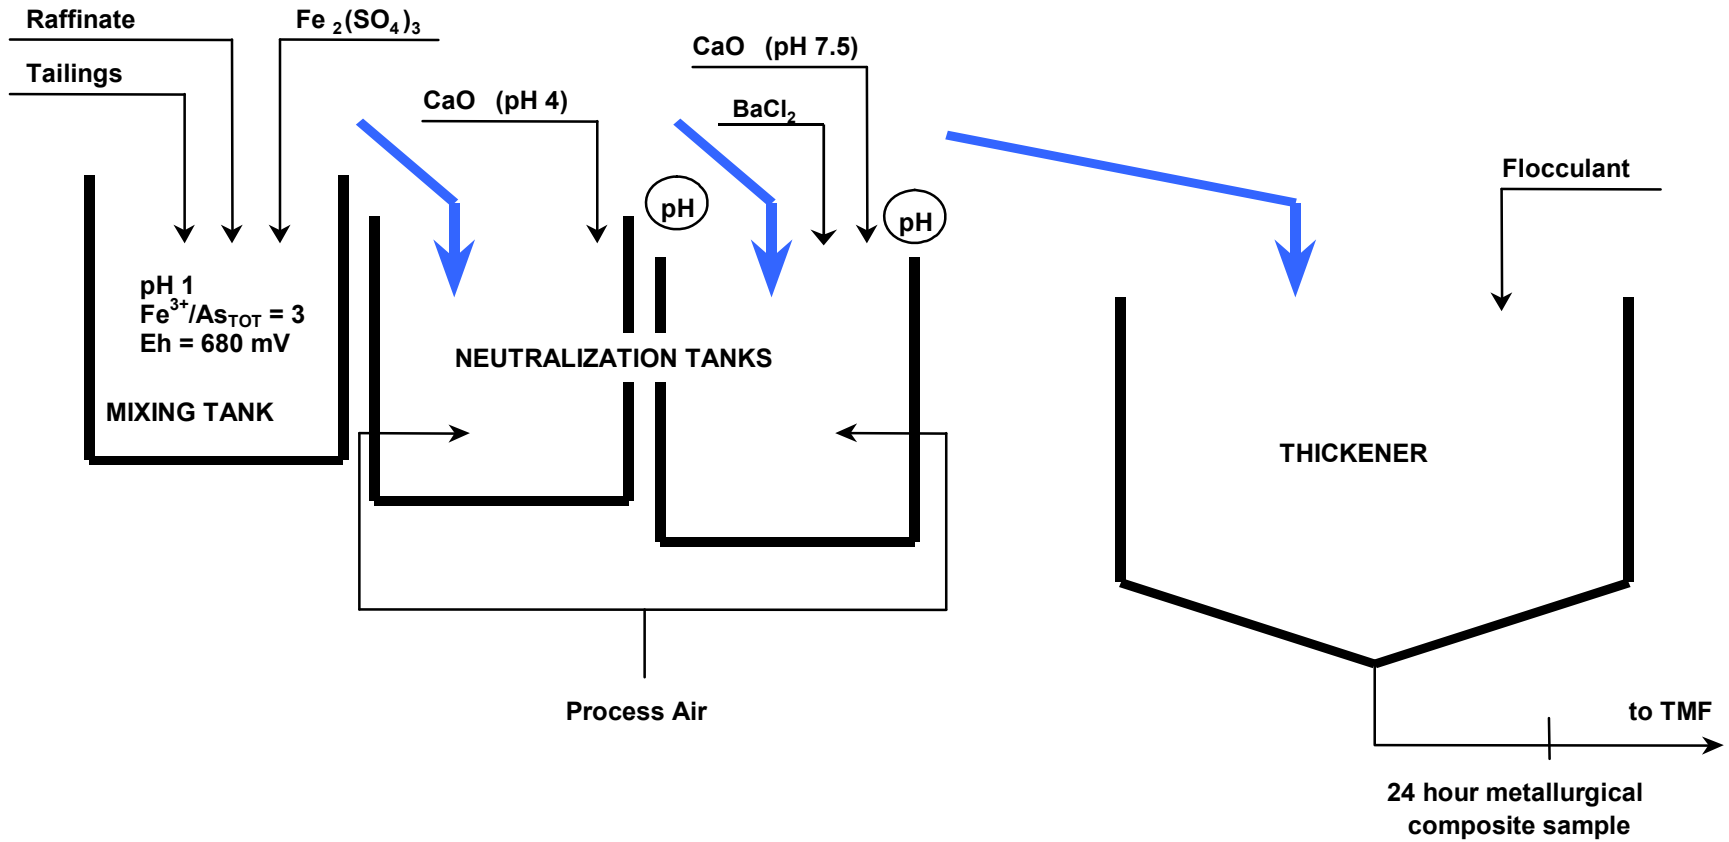 Raffinate
Fe 2(SO4)3
Tailings
CaO (pH 4)
CaO (pH 7.5)
BaCl2
Flocculant
pH
pH
pH 1
Fe3+/AsTOT = 3
Eh = 680 mV
MIXING TANK
NEUTRALIZATION TANKS
THICKENER
Process Air
to TMF
24 hour metallurgical
composite sample